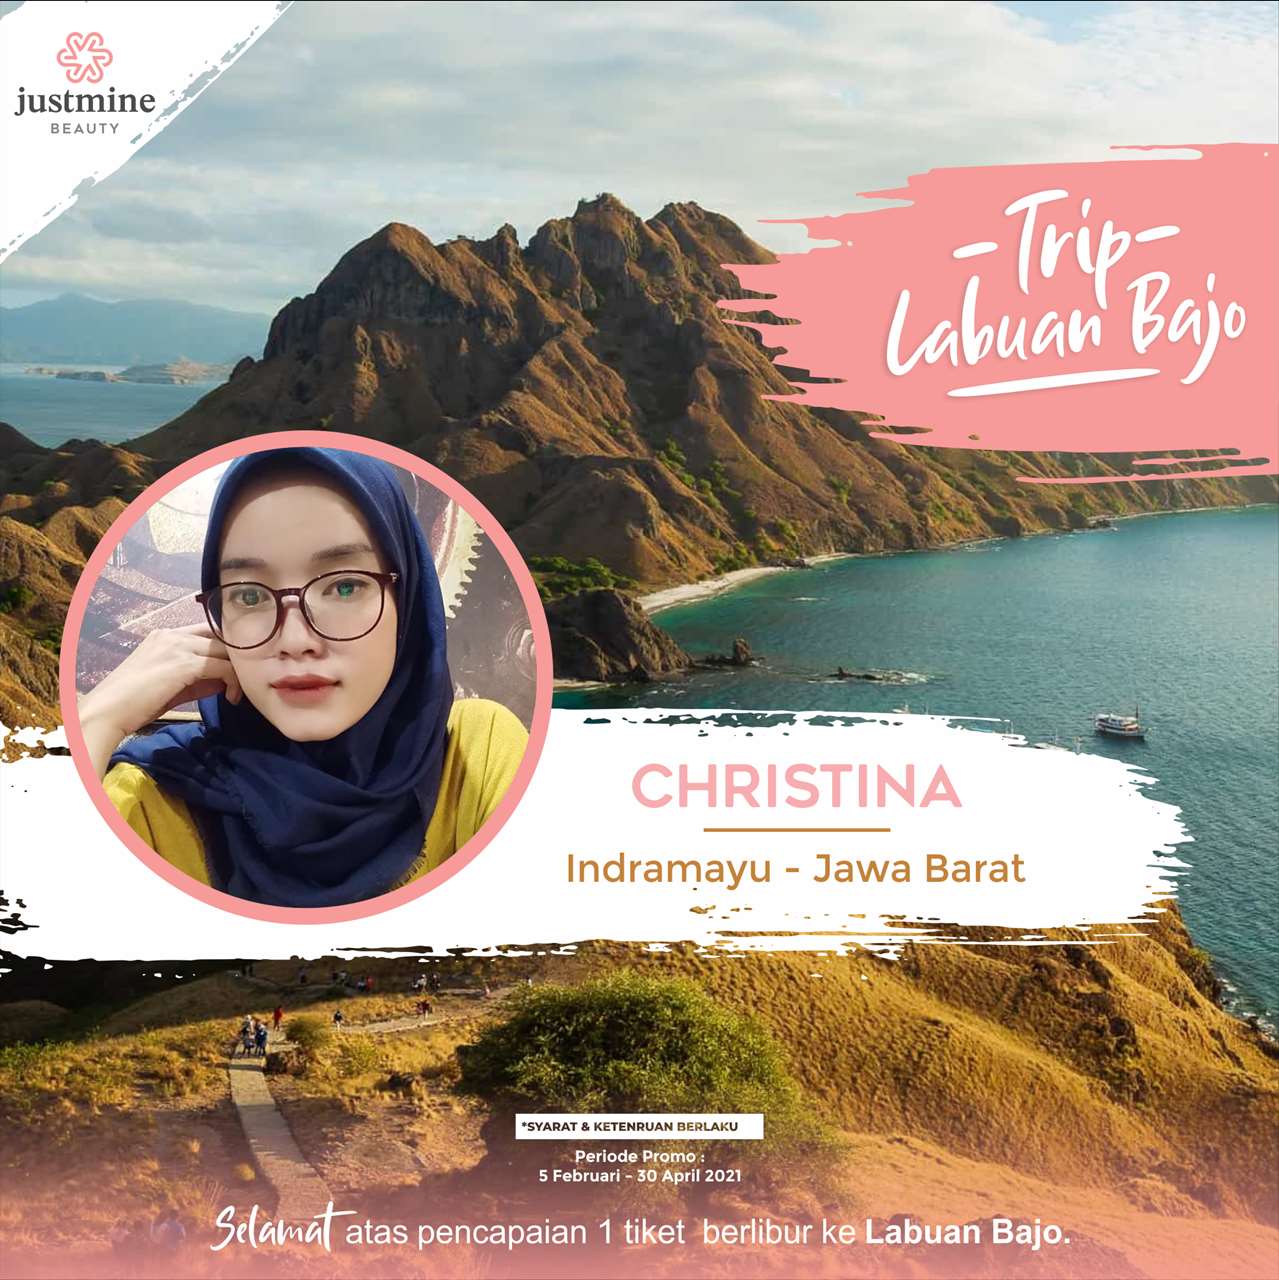 justmine
BEAUTY
-Trip-
Labuan Bajo
CHRISTINA
Indramayu - Jawa Barat
*SYARAT & KETENRUAN BERLAKU
Periode Promo :
5 Februari - 30 April 2021
Selamat atas pencapaian 1 tiket berlibur ke Labuan Bajo.